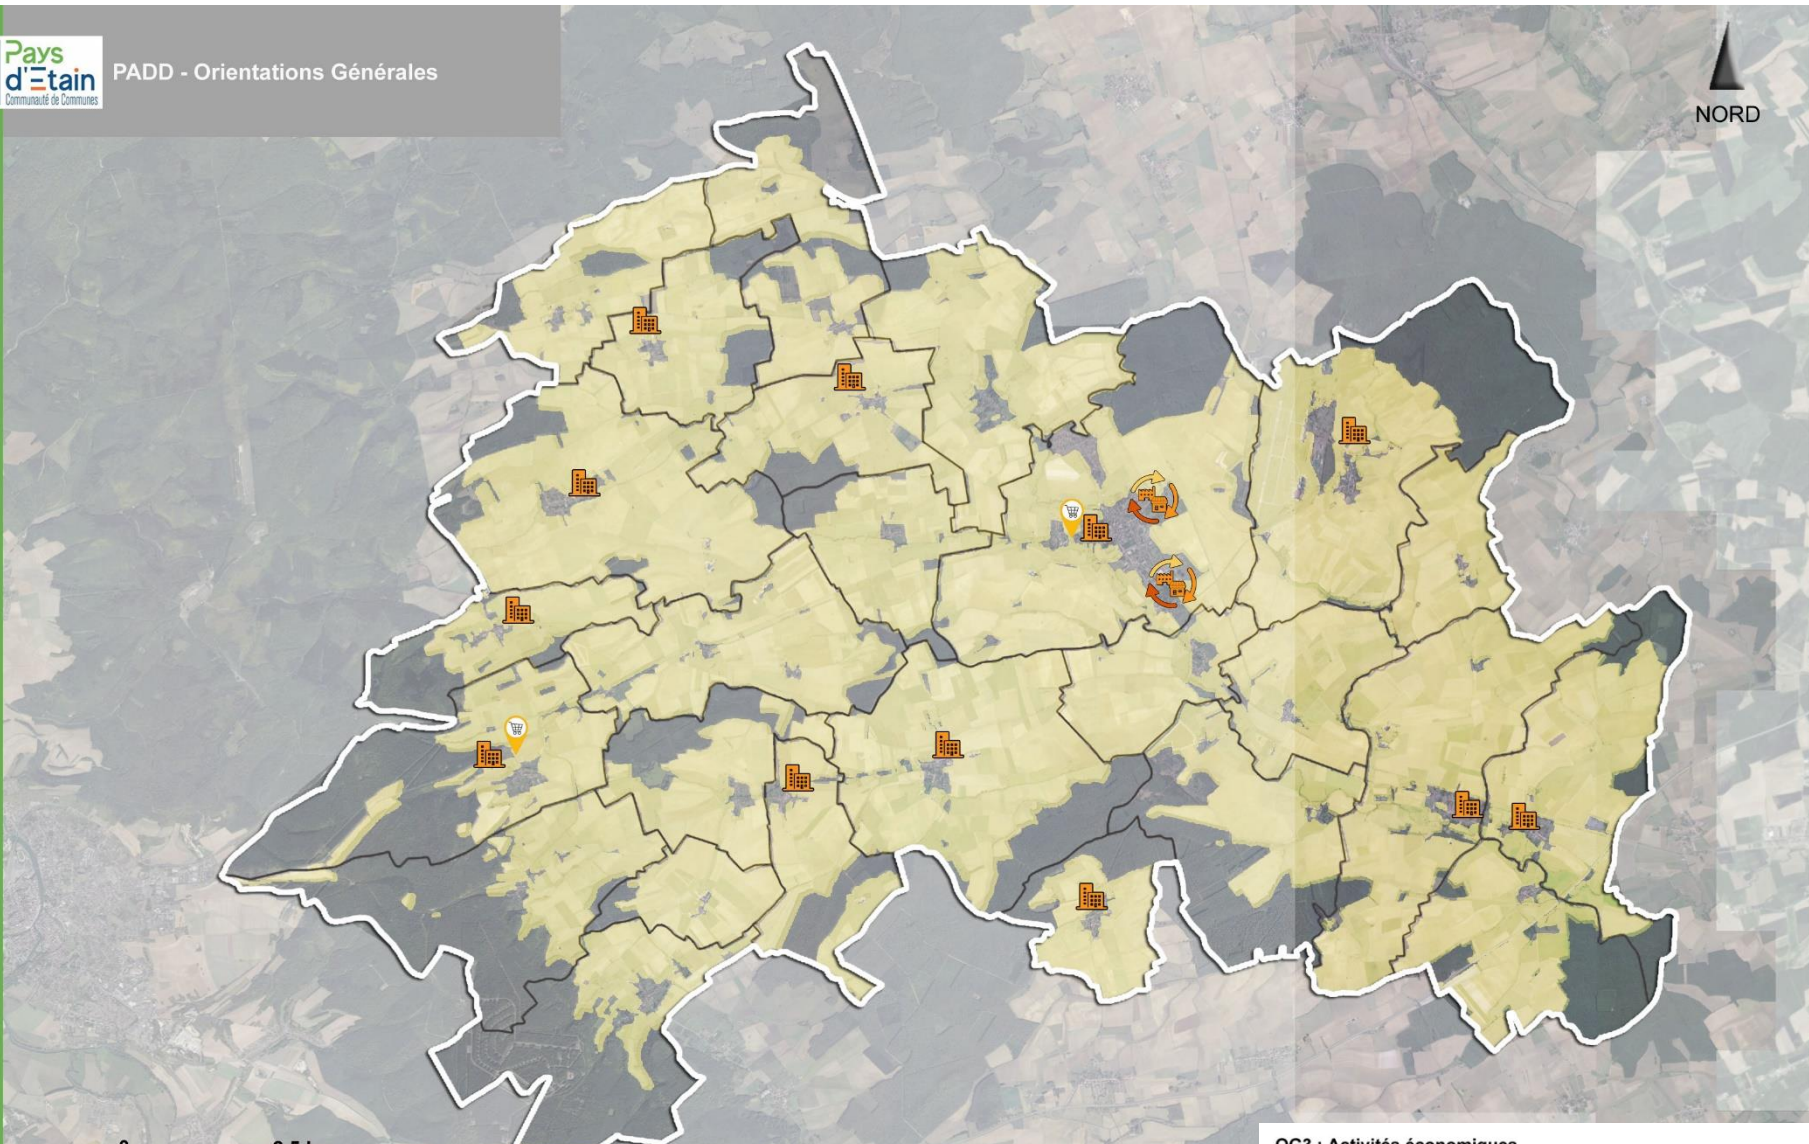 Pays
d'Etain
Communauté de Communes
PADD - Orientations Générales
NORD